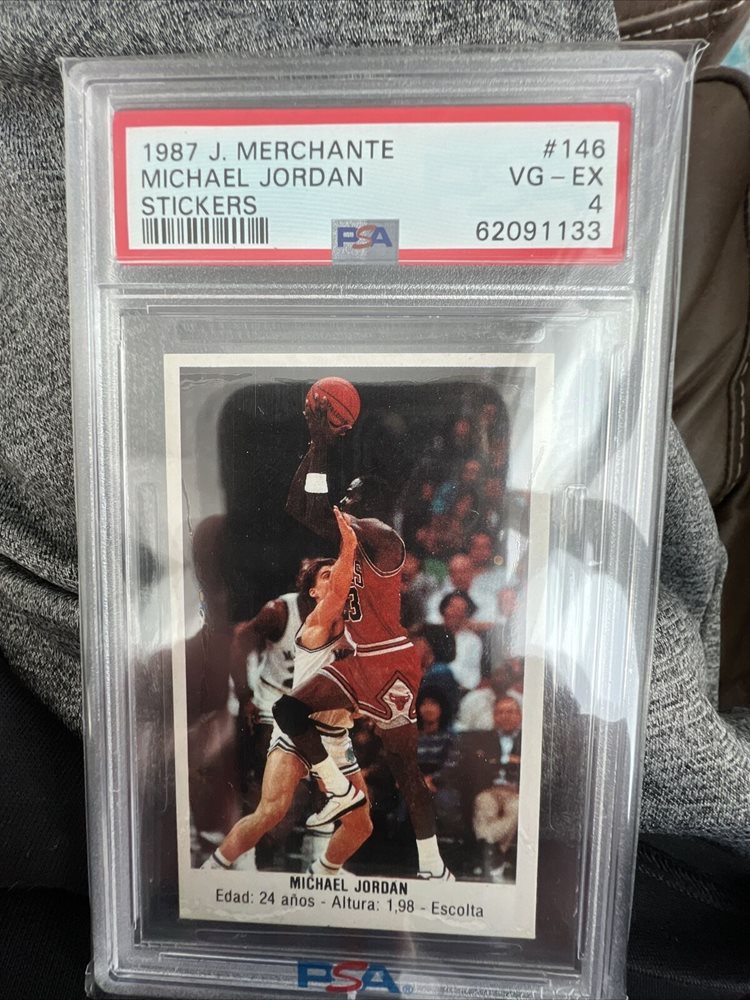 1987 J. MERCHANTE #146
MICHAEL JORDAN VG – EX
STICKERS 4
PSA 62091133
MICHAEL JORDAN
Edad: 24 años - Altura: 1,98 - Escolta
PSA®